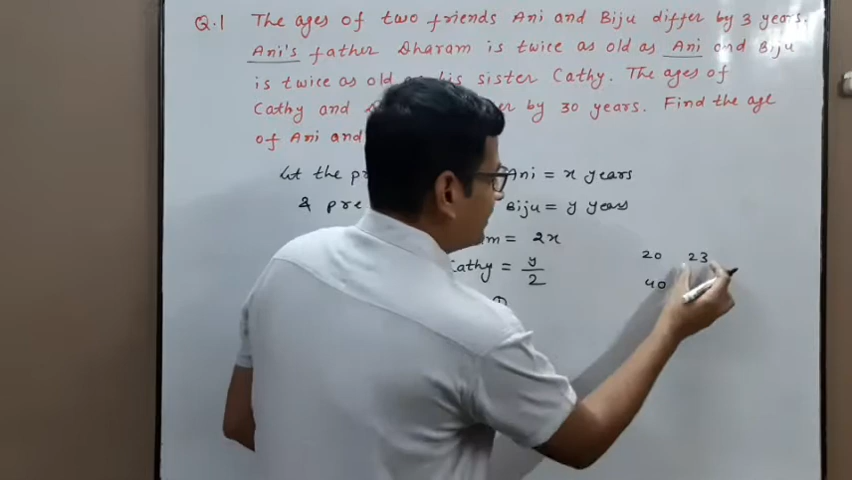 Q.1 The ages of two friends Ani and Biju differ by 3 years.
Ani's father Dharam is twice as old as Ani and Biju
is twice as old his sister Cathy. The ages of
Cathy and by 30 years. Find the age
of Ani and
Let the Ani = x years
& Biju = y years
= 2x
Cathy = y/2
20 23
40